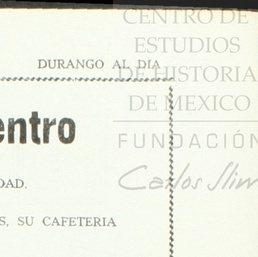 CENTRO DE
ESTUDIOS
DE HISTORIA
DE MEXICO
FUNDACIÓN
Carlos Slim
DURANGO AL DIA
entro
DAD.
S, SU CAFETERIA